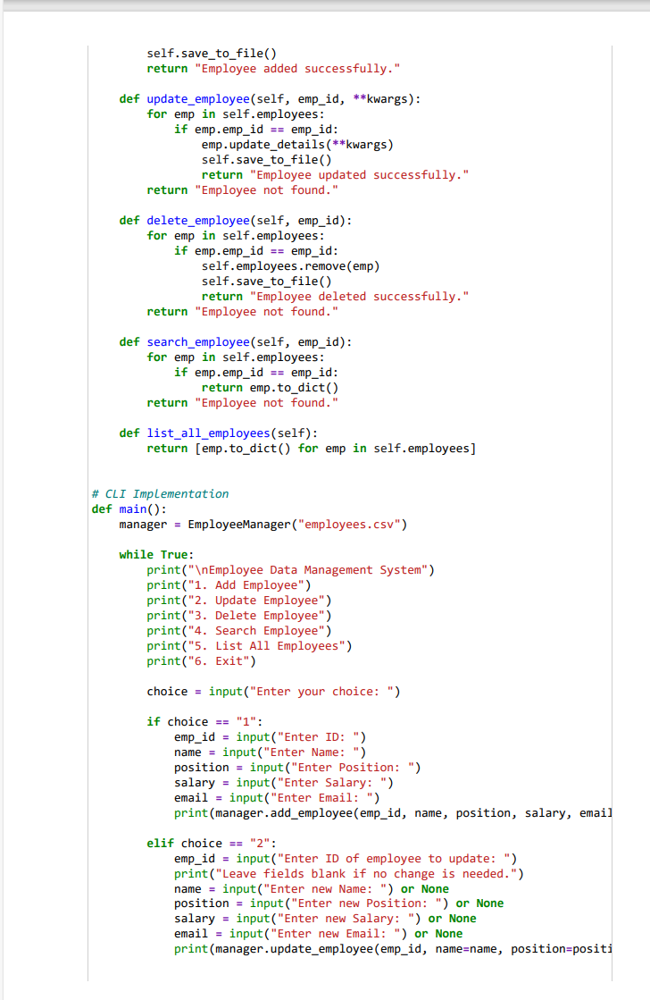 self.save_to_file()
        return "Employee added successfully."

    def update_employee(self, emp_id, **kwargs):
        for emp in self.employees:
            if emp.emp_id == emp_id:
                emp.update_details(**kwargs)
                self.save_to_file()
                return "Employee updated successfully."
        return "Employee not found."

    def delete_employee(self, emp_id):
        for emp in self.employees:
            if emp.emp_id == emp_id:
                self.employees.remove(emp)
                self.save_to_file()
                return "Employee deleted successfully."
        return "Employee not found."

    def search_employee(self, emp_id):
        for emp in self.employees:
            if emp.emp_id == emp_id:
                return emp.to_dict()
        return "Employee not found."

    def list_all_employees(self):
        return [emp.to_dict() for emp in self.employees]


# CLI Implementation
def main():
    manager = EmployeeManager("employees.csv")

    while True:
        print("\nEmployee Data Management System")
        print("1. Add Employee")
        print("2. Update Employee")
        print("3. Delete Employee")
        print("4. Search Employee")
        print("5. List All Employees")
        print("6. Exit")

        choice = input("Enter your choice: ")

        if choice == "1":
            emp_id = input("Enter ID: ")
            name = input("Enter Name: ")
            position = input("Enter Position: ")
            salary = input("Enter Salary: ")
            email = input("Enter Email: ")
            print(manager.add_employee(emp_id, name, position, salary, email

        elif choice == "2":
            emp_id = input("Enter ID of employee to update: ")
            print("Leave fields blank if no change is needed.")
            name = input("Enter new Name: ") or None
            position = input("Enter new Position: ") or None
            salary = input("Enter new Salary: ") or None
            email = input("Enter new Email: ") or None
            print(manager.update_employee(emp_id, name=name, position=positi